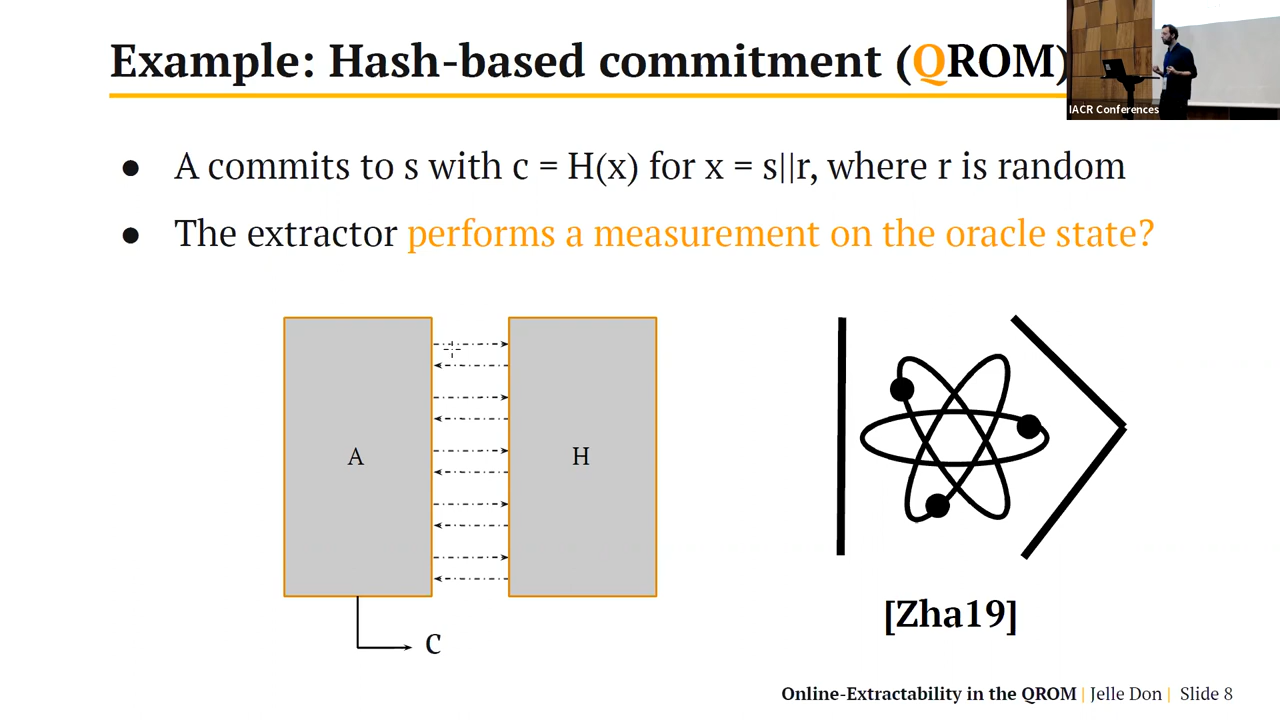 Example: Hash-based commitment (QROM)
IACR Conferences
● A commits to s with c = H(x) for x = s||r, where r is random
● The extractor performs a measurement on the oracle state?
A
H
c
[Zha19]
Online-Extractability in the QROM | Jelle Don | Slide 8